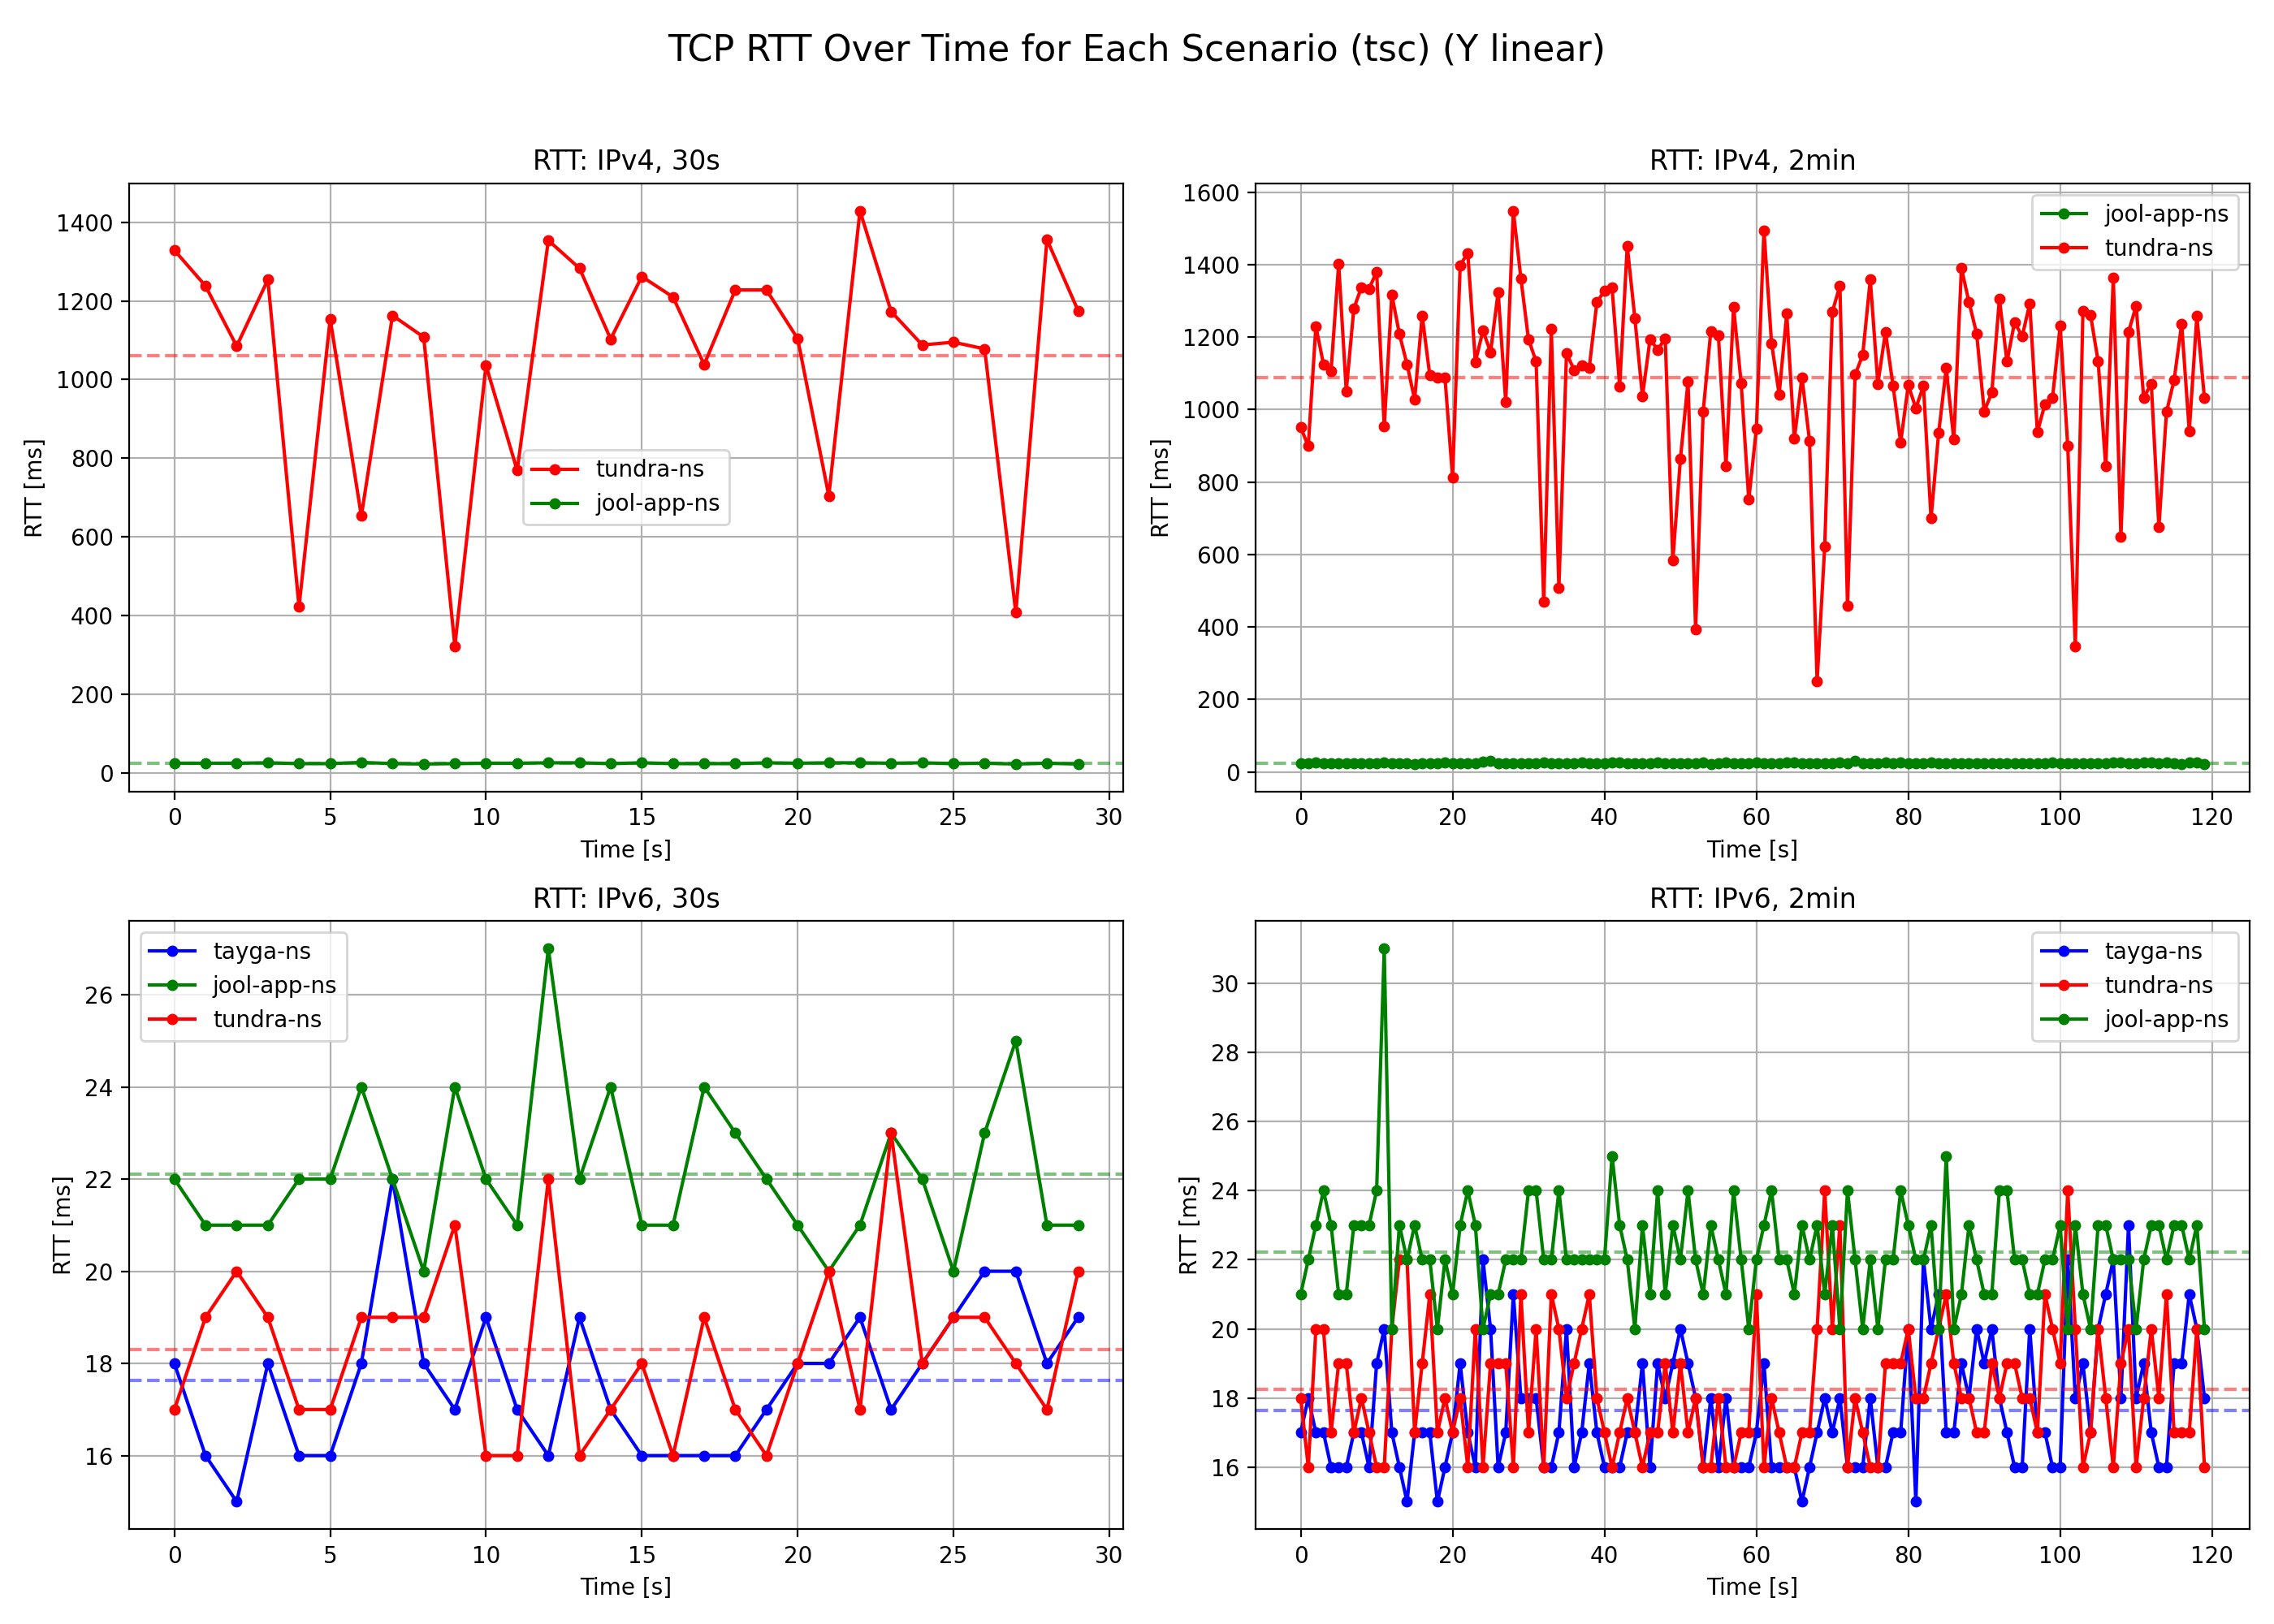 TCP RTT Over Time for Each Scenario (tsc) (Y linear)
RTT: IPv4, 30s
RTT [ms]
1400
1200
1000
800
600
400
200
0
tundra-ns
jool-app-ns
0 5 10 15 20 25 30
Time [s]
RTT: IPv4, 2min
RTT [ms]
1600
1400
1200
1000
800
600
400
200
0
jool-app-ns
tundra-ns
0 20 40 60 80 100 120
Time [s]
RTT: IPv6, 30s
RTT [ms]
26
24
22
20
18
16
tayga-ns
jool-app-ns
tundra-ns
0 5 10 15 20 25 30
Time [s]
RTT: IPv6, 2min
RTT [ms]
30
28
26
24
22
20
18
16
tayga-ns
tundra-ns
jool-app-ns
0 20 40 60 80 100 120
Time [s]